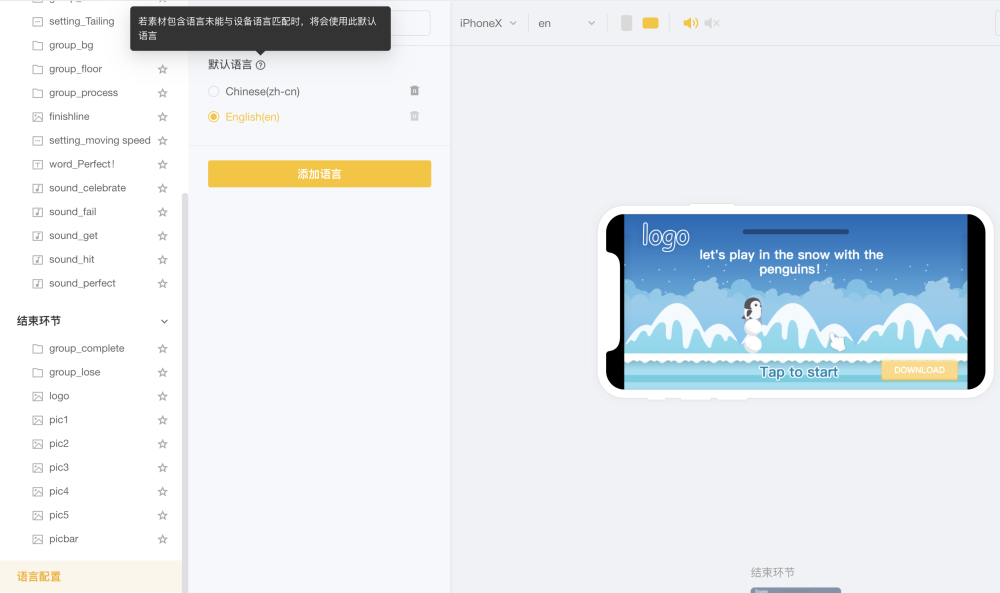 setting_Tailing
group_bg
group_floor
group_process
finishline
setting_moving speed
word_Perfect!
sound_celebrate
sound_fail
sound_get
sound_hit
sound_perfect
结束环节
group_complete
group_lose
logo
pic1
pic2
pic3
pic4
pic5
picbar
语言配置
若素材包含语言未能与设备语言匹配时，将会使用此默认
语言
默认语言
Chinese(zh-cn)
English(en)
添加语言
iPhoneX
en
logo
let's play in the snow with the
penguins!
Tap to start
DOWNLOAD
结束环节